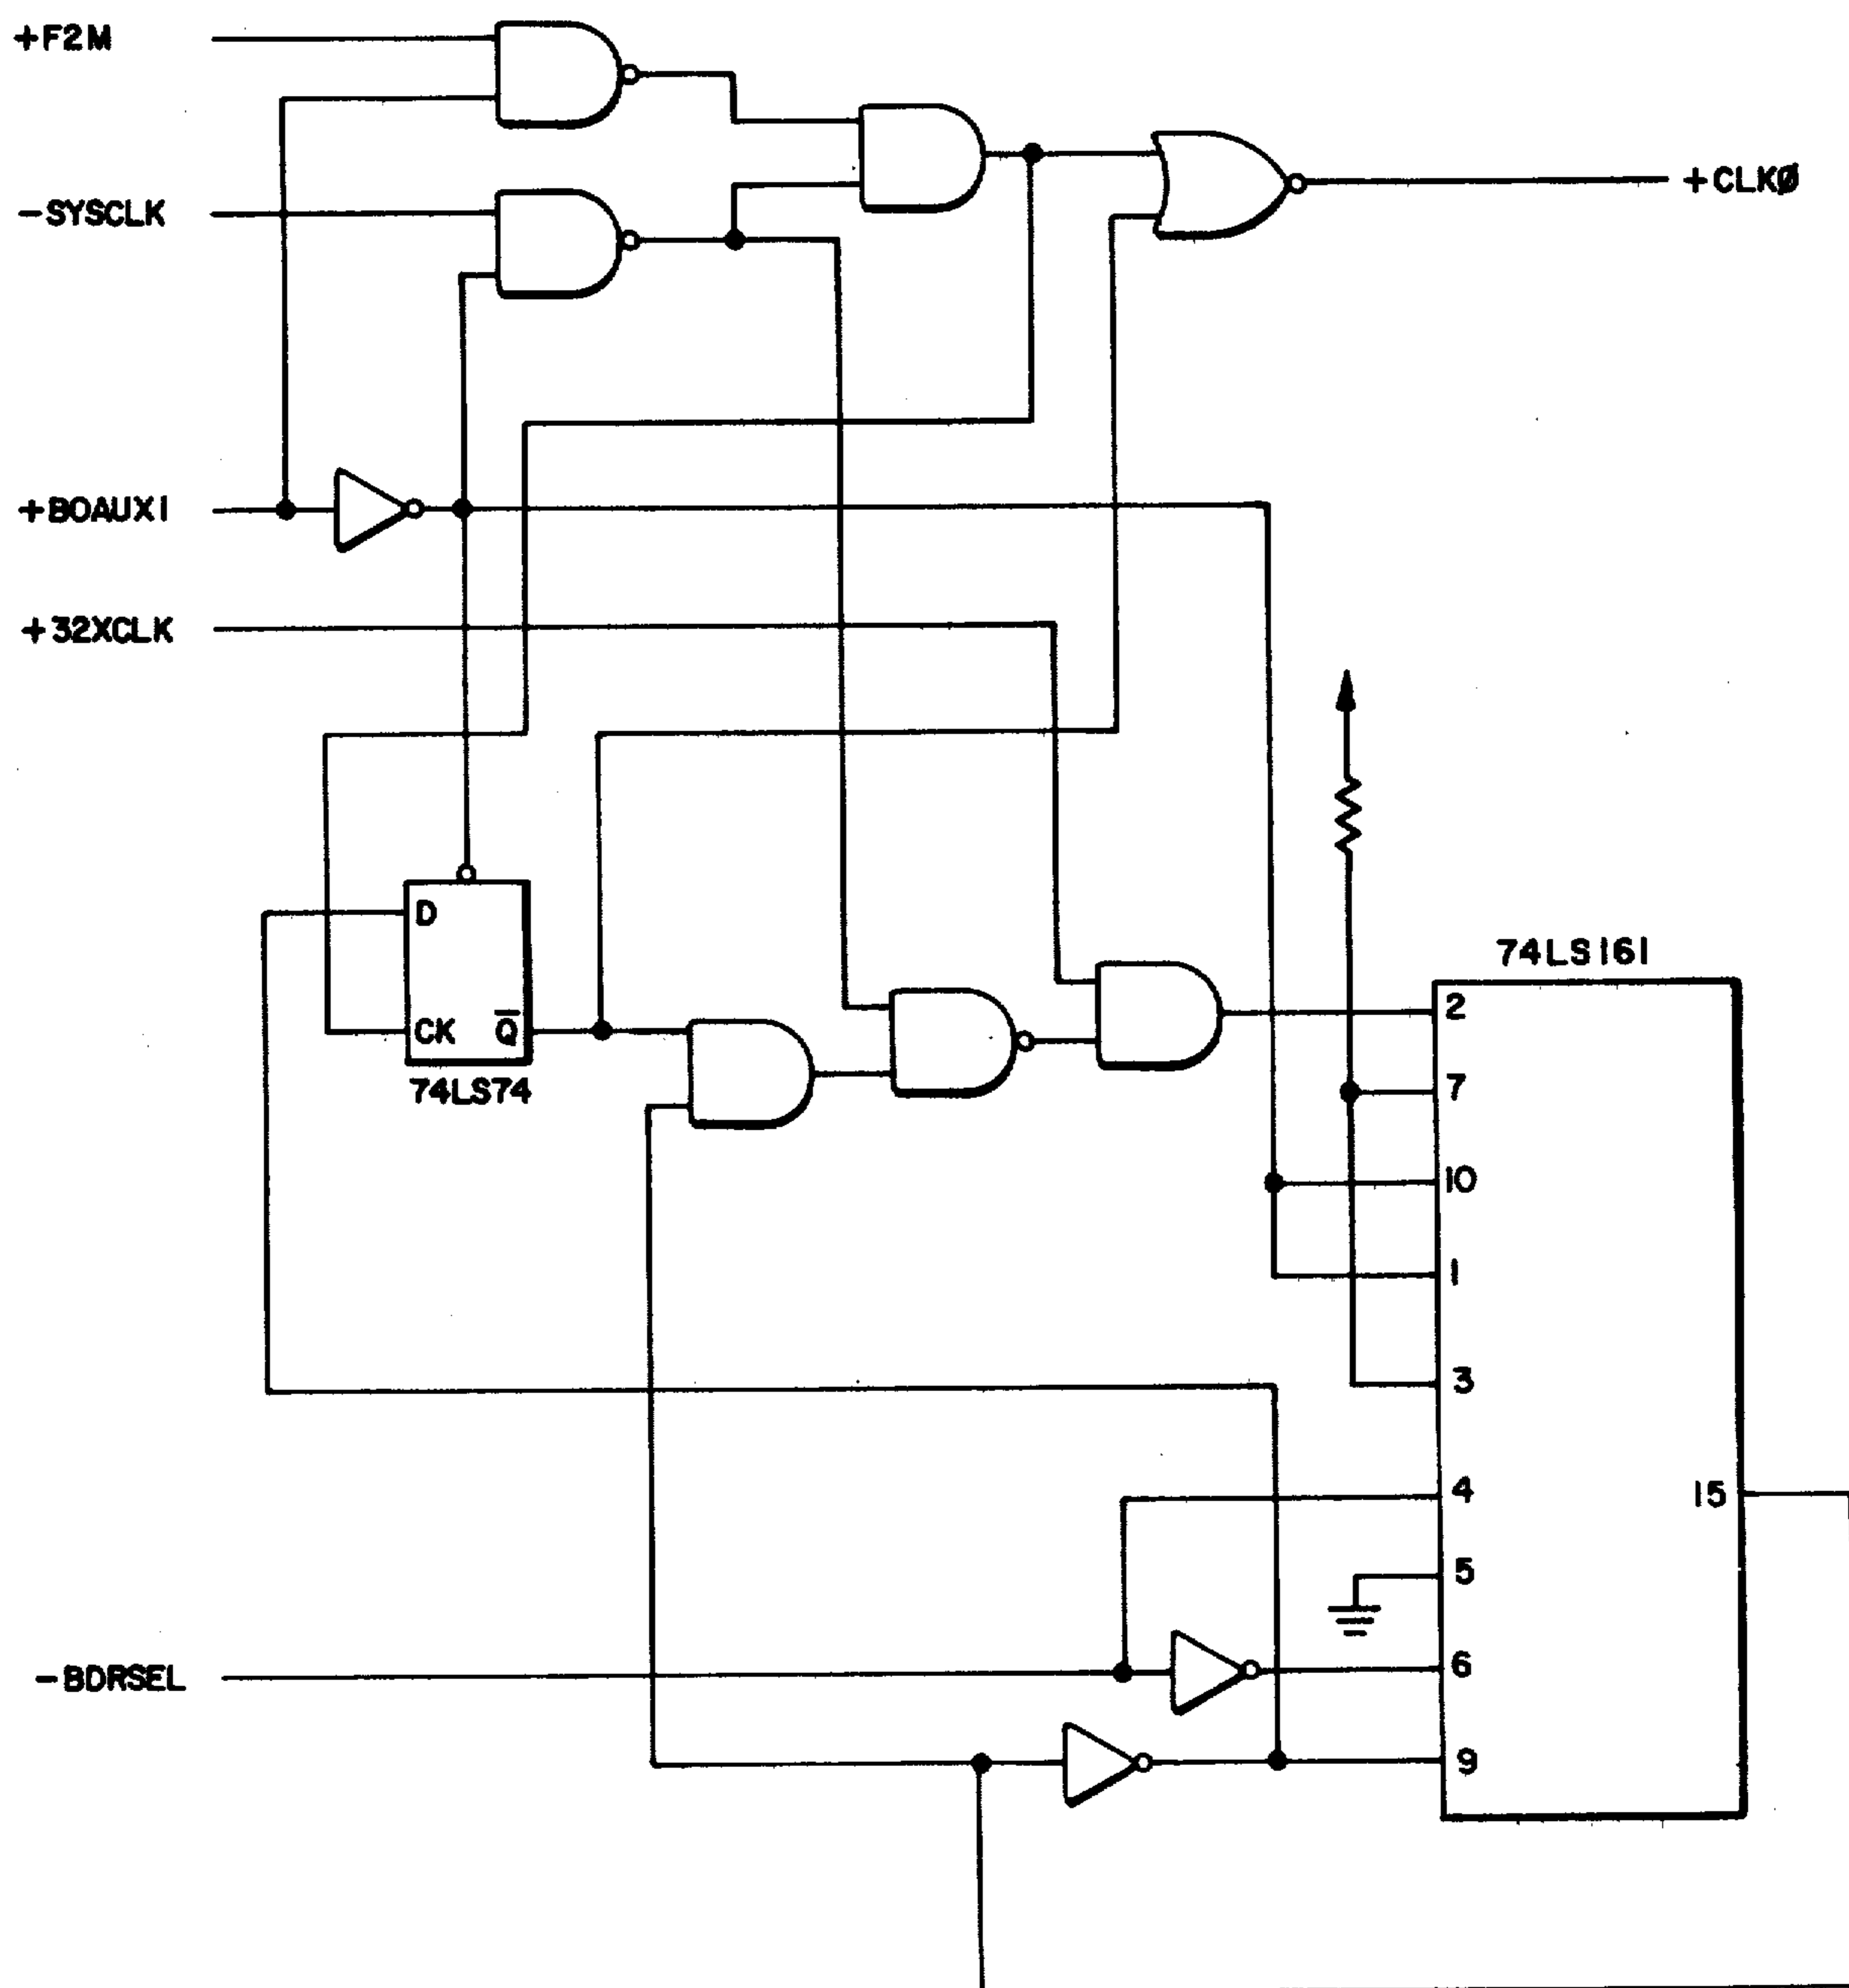 +F2M
-SYSCLK
+CLKØ
+BOAUX1
+32XCLK
D
CK
Q̅
74LS74
74LS161
2
7
10
1
3
4
15
5
6
9
-BDRSEL